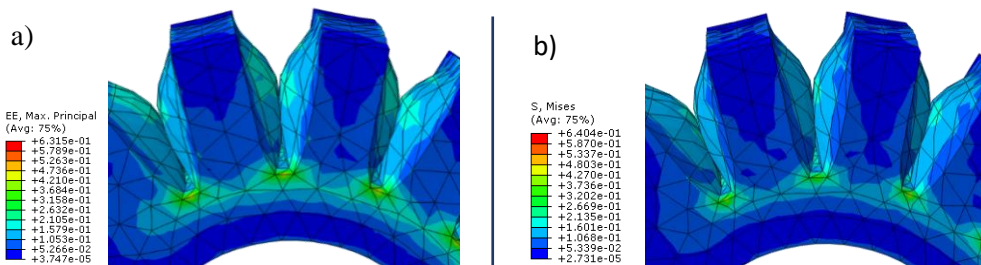 a)
EE, Max. Principal
(Avg: 75%)
+6.315e-01
+5.789e-01
+5.263e-01
+4.736e-01
+4.210e-01
+3.684e-01
+3.158e-01
+2.632e-01
+2.105e-01
+1.579e-01
+1.053e-01
+5.266e-02
+3.747e-05
b)
S, Mises
(Avg: 75%)
+6.404e-01
+5.870e-01
+5.337e-01
+4.803e-01
+4.270e-01
+3.736e-01
+3.202e-01
+2.669e-01
+2.135e-01
+1.601e-01
+1.068e-01
+5.339e-02
+2.731e-05